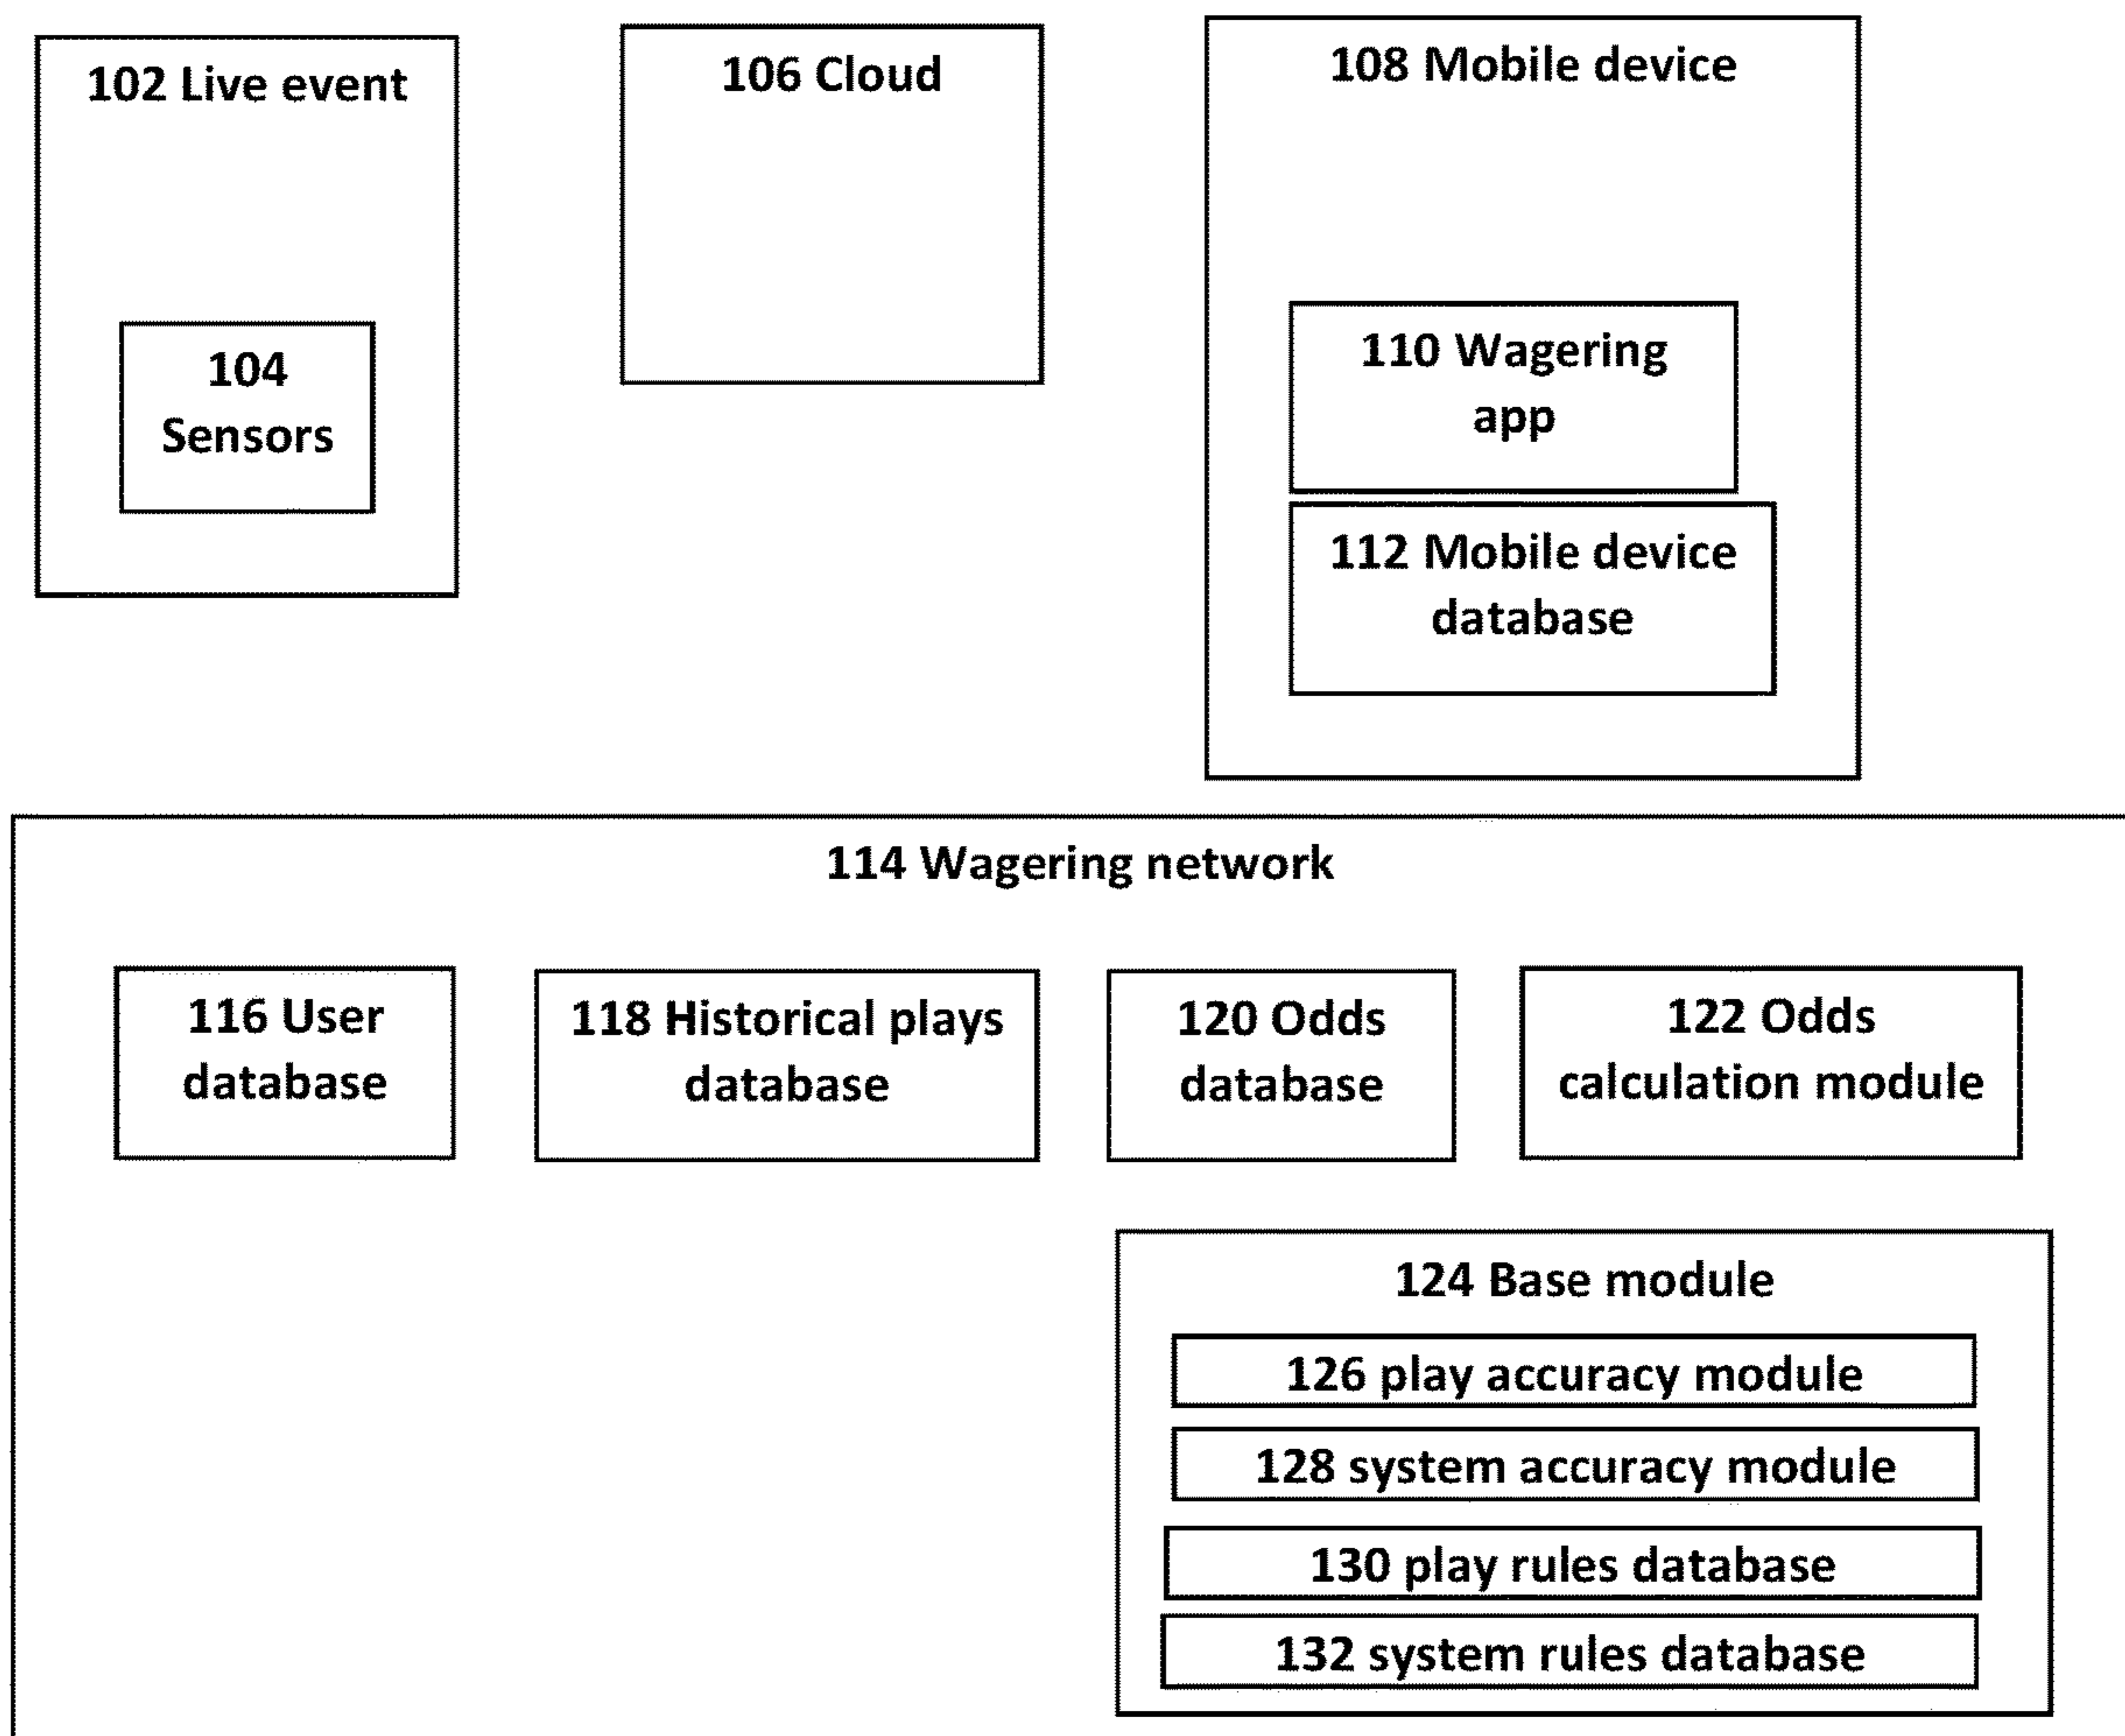 102 Live event
104
Sensors
106 Cloud
108 Mobile device
110 Wagering
app
112 Mobile device
database
114 Wagering network
116 User
database
118 Historical plays
database
120 Odds
database
122 Odds
calculation module
124 Base module
126 play accuracy module
128 system accuracy module
130 play rules database
132 system rules database